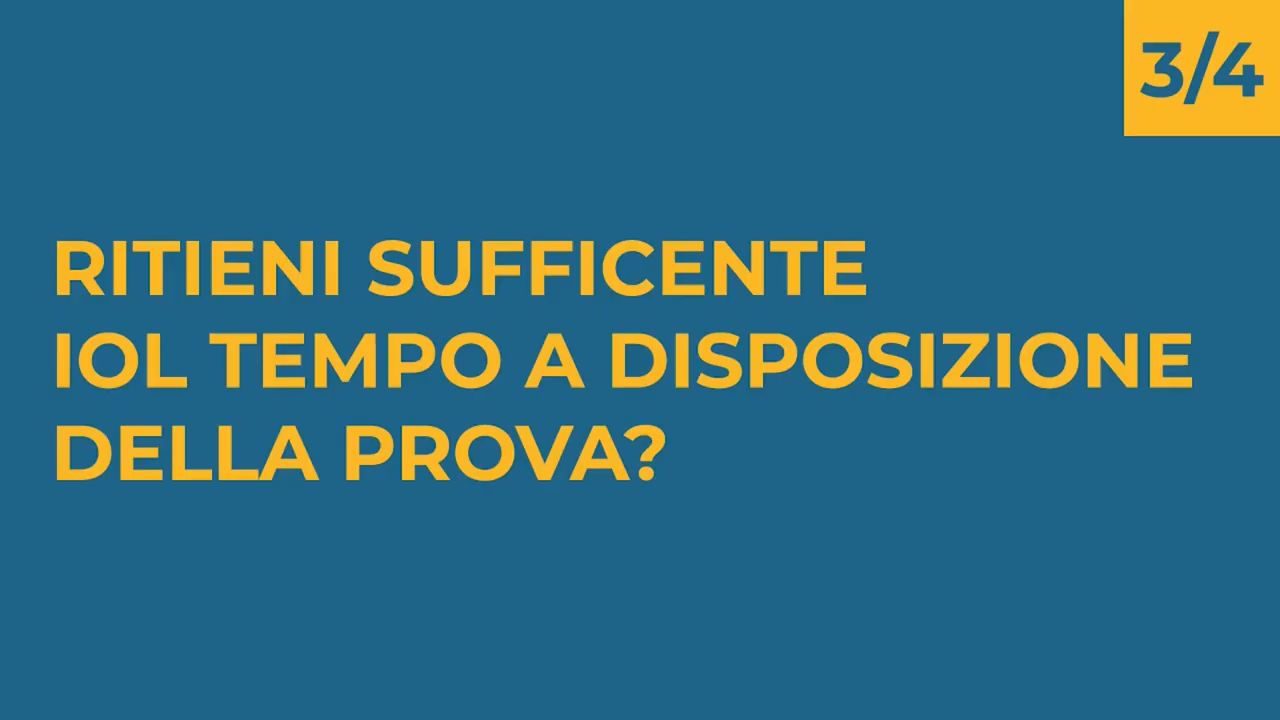 3/4
RITIENI SUFFICENTE
IOL TEMPO A DISPOSIZIONE
DELLA PROVA?